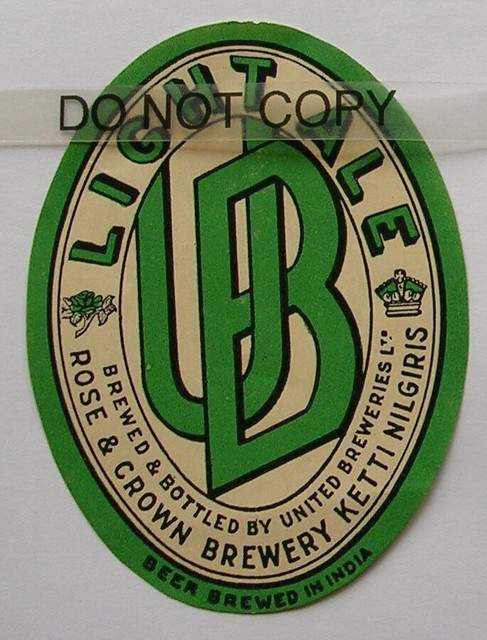 DO NOT COPY
LIGHT ALE
UB
BREWED & BOTTLED BY UNITED BREWERIES LTD
ROSE & CROWN BREWERY KETTI NILGIRIS
BEER BREWED IN INDIA